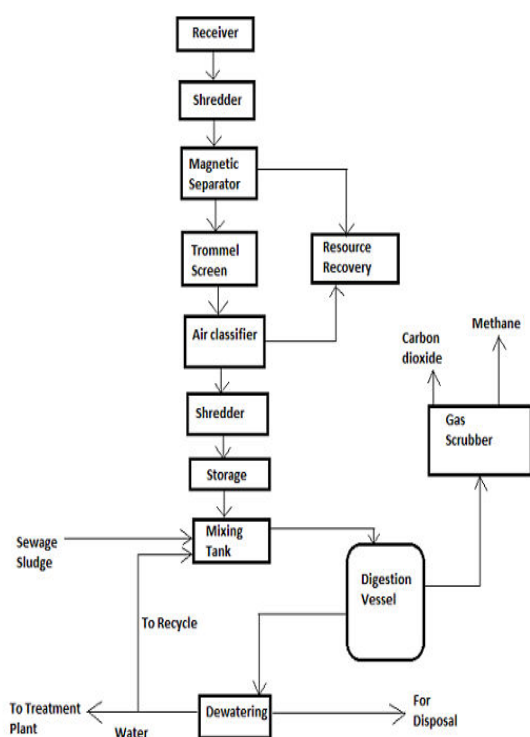 Receiver
Shredder
Magnetic
Separator
Trommel
Screen
Resource
Recovery
Air classifier
Carbon
dioxide
Methane
Shredder
Gas
Scrubber
Storage
Mixing
Tank
Sewage
Sludge
Digestion
Vessel
To Recycle
To Treatment
Plant
Water
Dewatering
For
Disposal